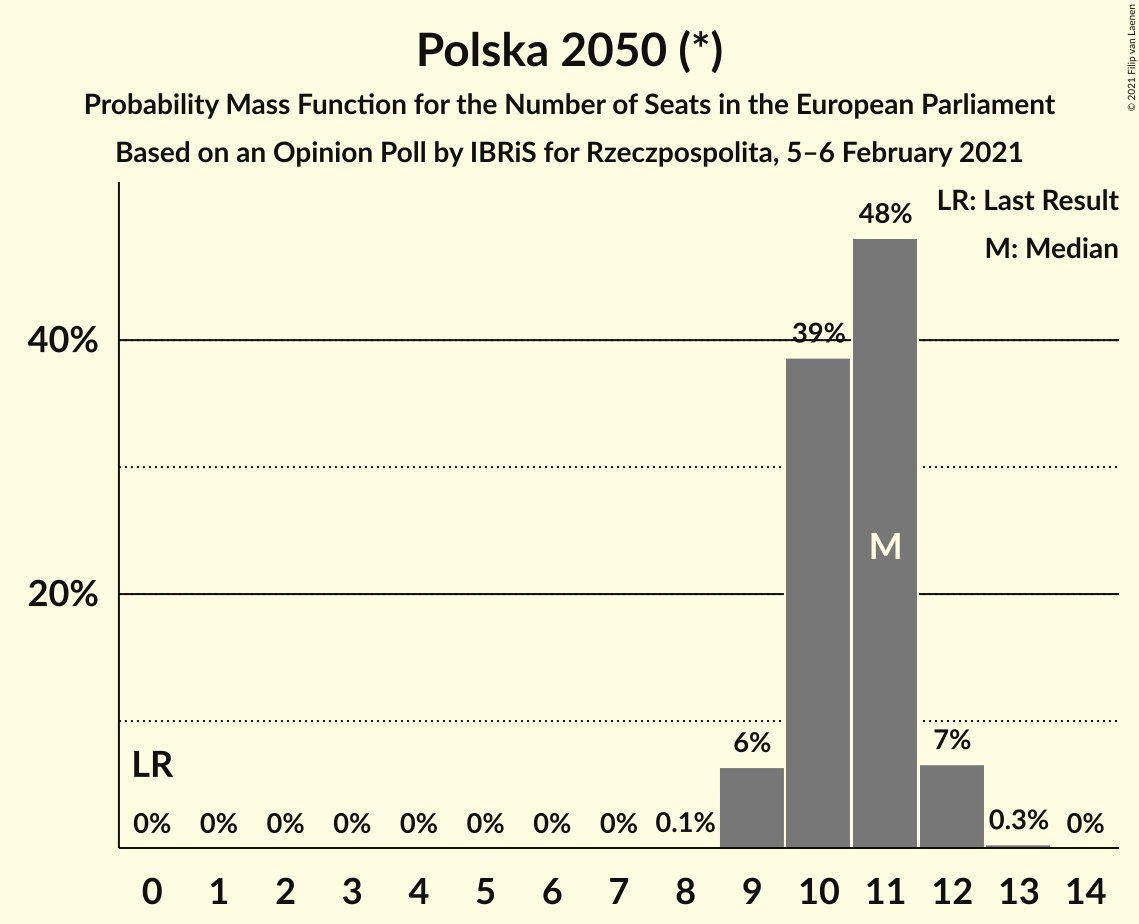 Polska 2050 (*)
Probability Mass Function for the Number of Seats in the European Parliament
Based on an Opinion Poll by IBRiS for Rzeczpospolita, 5–6 February 2021
© 2021 Filip van Laenen
LR: Last Result
M: Median
48%
39%
40%
M
20%
6%
7%
LR
0% 0% 0% 0% 0% 0% 0% 0% 0.1% 0.3% 0%
0 1 2 3 4 5 6 7 8 9 10 11 12 13 14